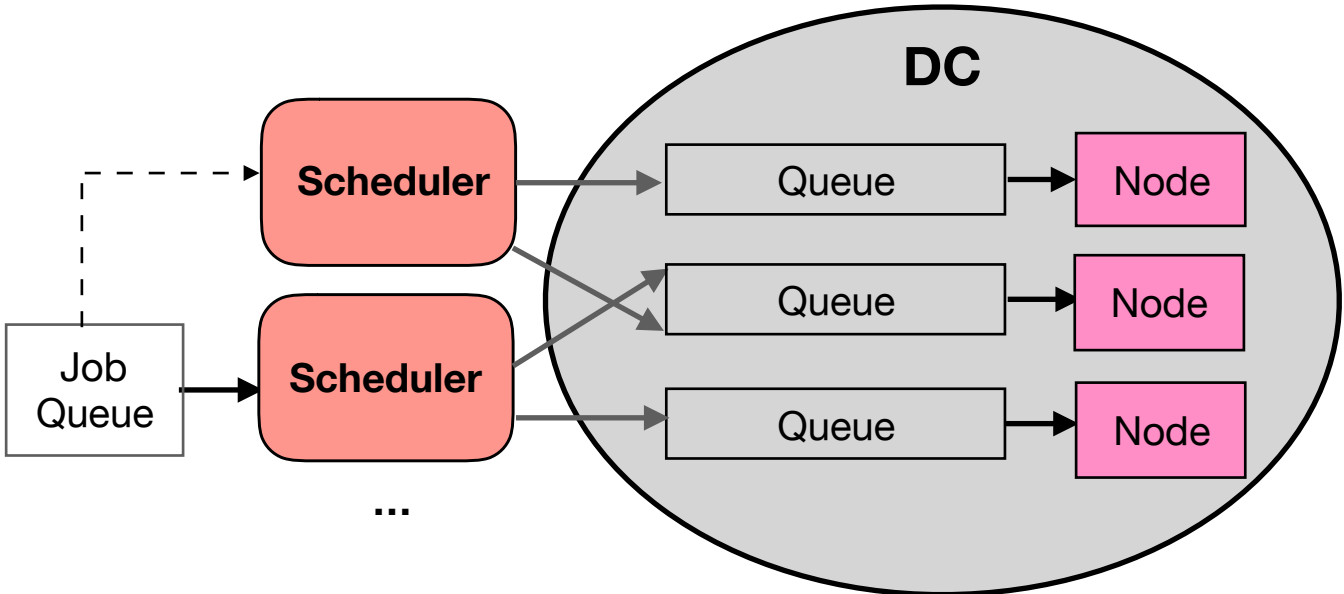 DC
Scheduler
Queue
Node
Scheduler
Queue
Node
Job
Queue
Queue
Node
...